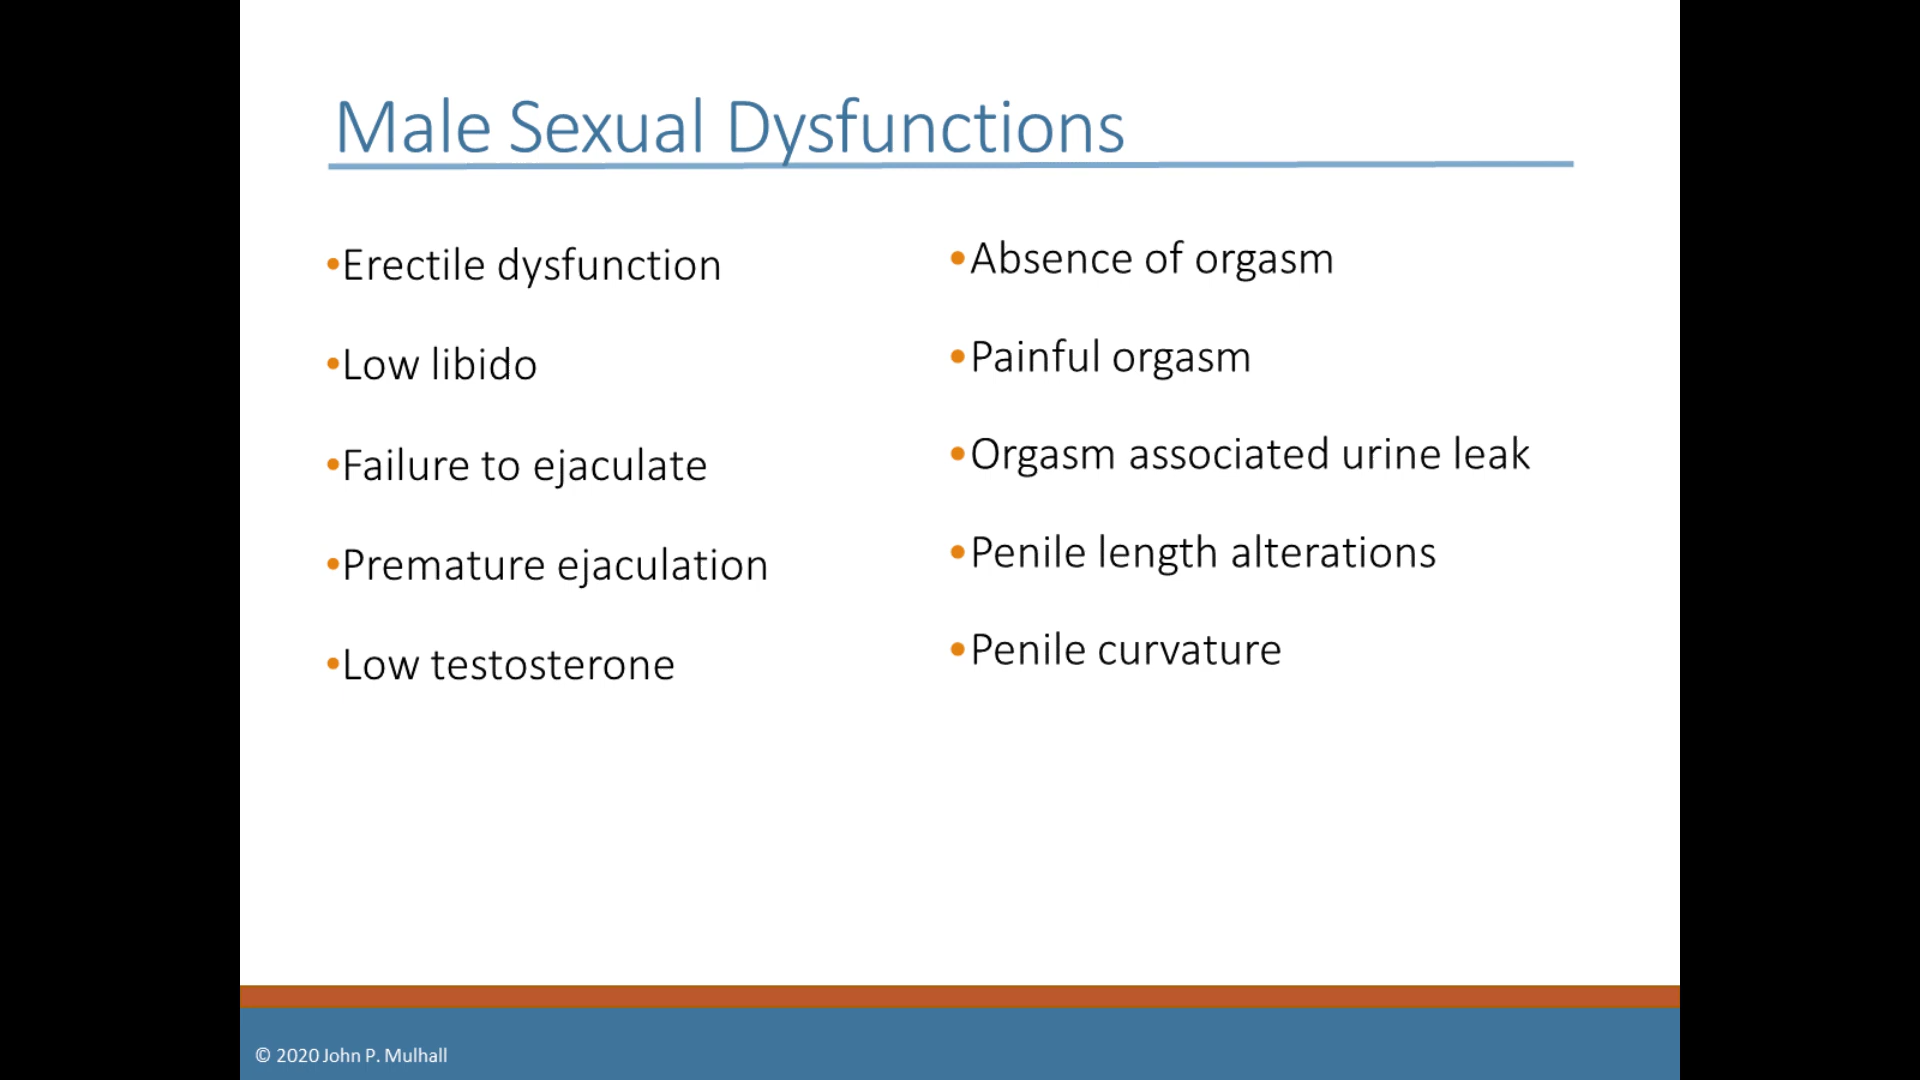 Male Sexual Dysfunctions
•Erectile dysfunction
•Low libido
•Failure to ejaculate
•Premature ejaculation
•Low testosterone
•Absence of orgasm
•Painful orgasm
•Orgasm associated urine leak
•Penile length alterations
•Penile curvature
© 2020 John P. Mulhall